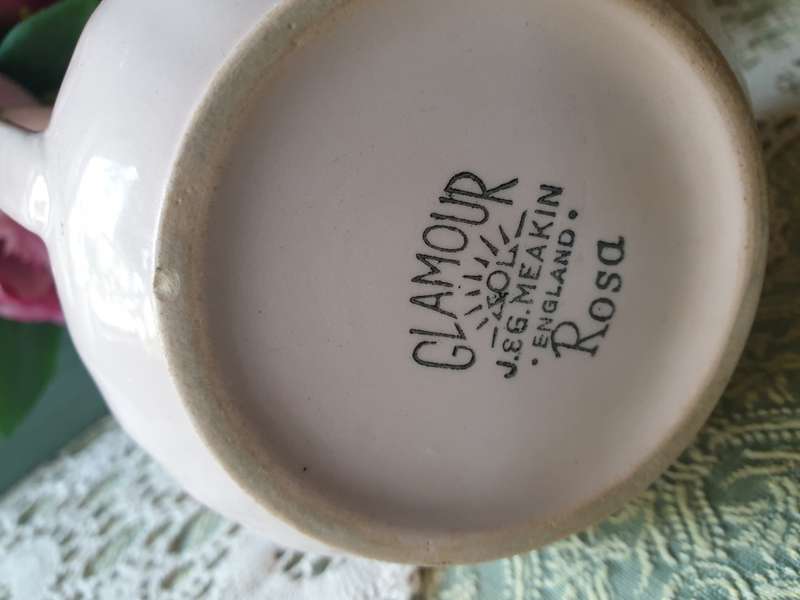 GLAMOUR
SOL
J.&G. MEAKIN
• ENGLAND •
Rosa